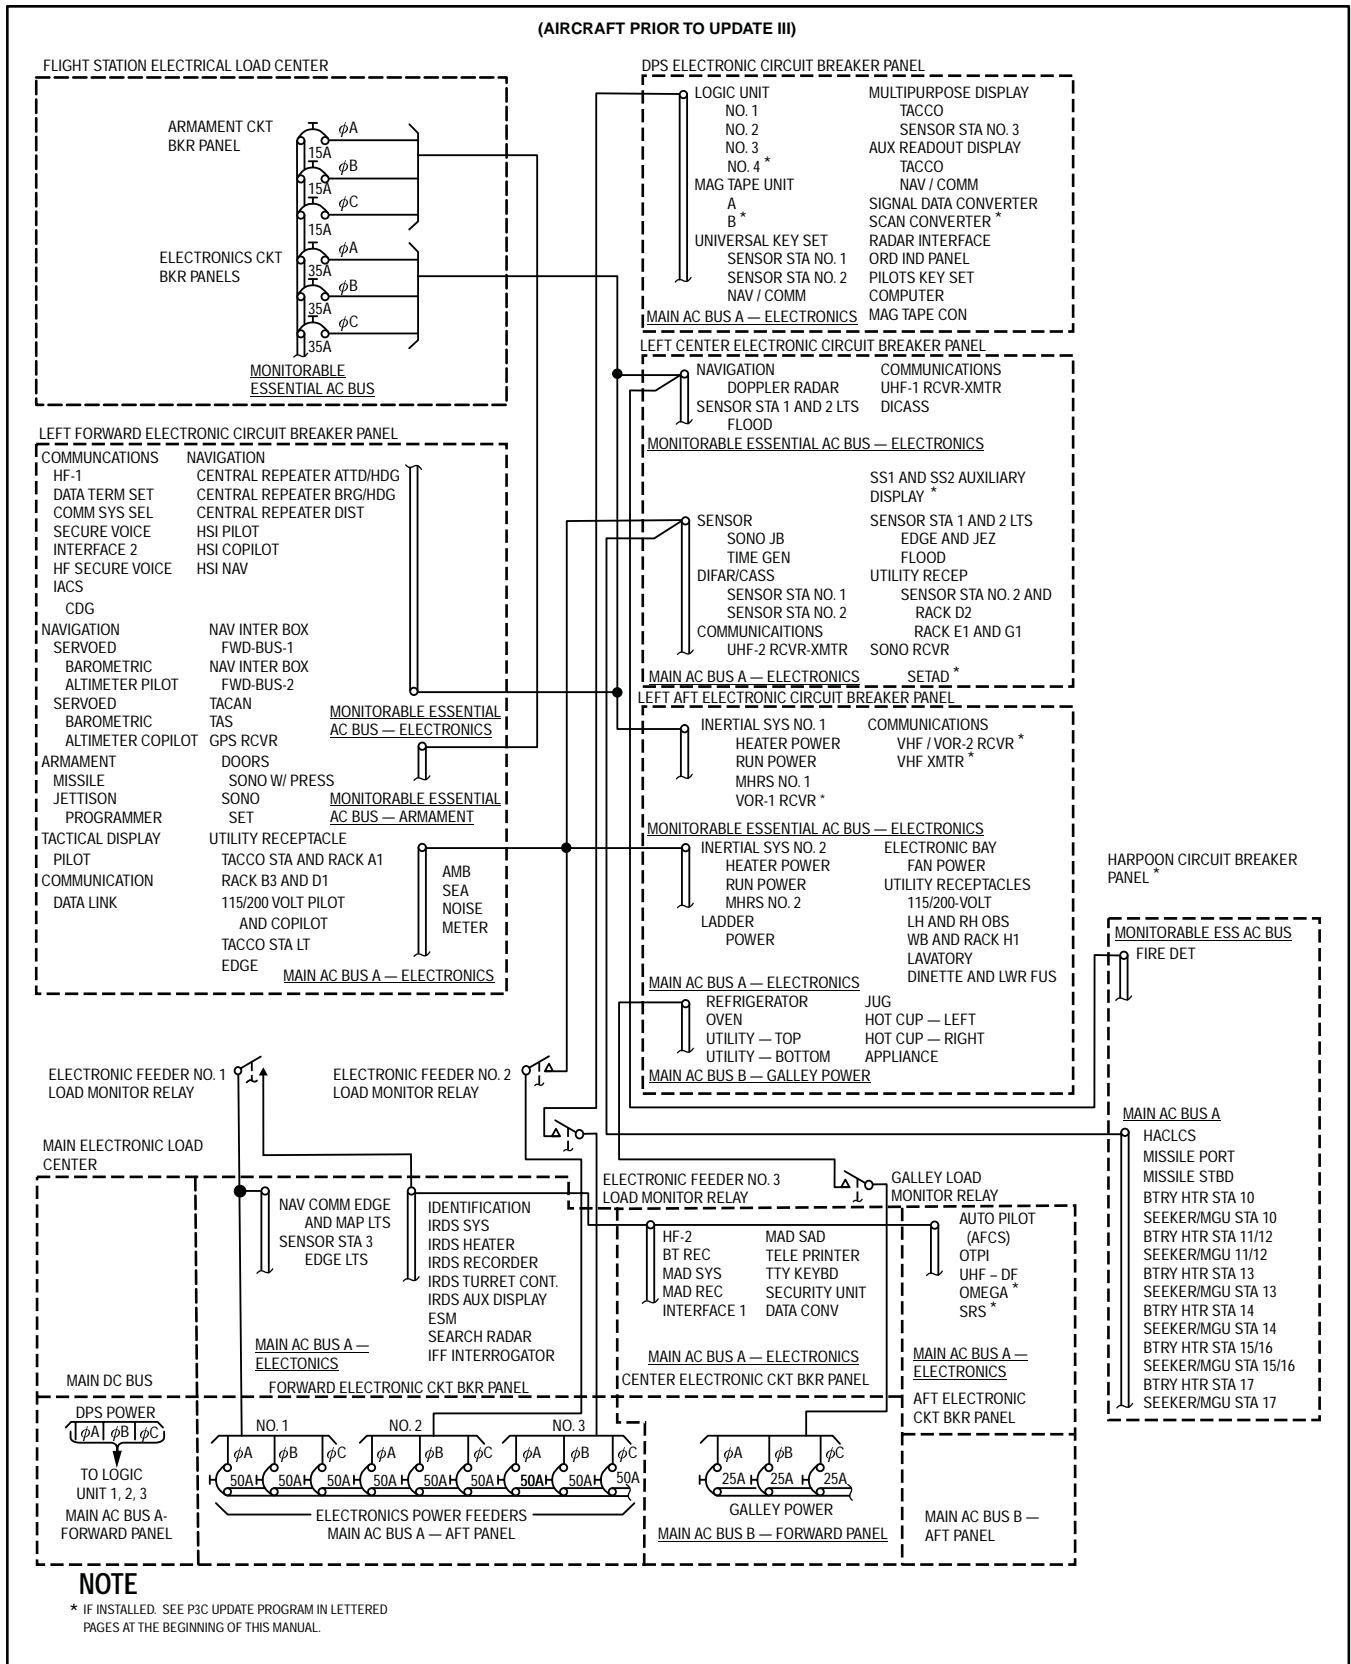 (AIRCRAFT PRIOR TO UPDATE III)
FLIGHT STATION ELECTRICAL LOAD CENTER
ARMAMENT CKT
BKR PANEL
ϕA
15A
ϕB
15A
ϕC
15A
ELECTRONICS CKT
BKR PANELS
ϕA
35A
ϕB
35A
ϕC
35A
MONITORABLE
ESSENTIAL AC BUS
DPS ELECTRONIC CIRCUIT BREAKER PANEL
LOGIC UNIT
NO. 1
NO. 2
NO. 3
NO. 4 *
MAG TAPE UNIT
A
B *
UNIVERSAL KEY SET
SENSOR STA NO. 1
SENSOR STA NO. 2
NAV / COMM
MAIN AC BUS A — ELECTRONICS
MULTIPURPOSE DISPLAY
TACCO
SENSOR STA NO. 3
AUX READOUT DISPLAY
TACCO
NAV / COMM
SIGNAL DATA CONVERTER
SCAN CONVERTER *
RADAR INTERFACE
ORD IND PANEL
PILOTS KEY SET
COMPUTER
MAG TAPE CON
LEFT CENTER ELECTRONIC CIRCUIT BREAKER PANEL
NAVIGATION
DOPPLER RADAR
SENSOR STA 1 AND 2 LTS
FLOOD
COMMUNICATIONS
UHF-1 RCVR-XMTR
DICASS
MONITORABLE ESSENTIAL AC BUS — ELECTRONICS
SS1 AND SS2 AUXILIARY
DISPLAY *
SENSOR
SONO JB
TIME GEN
DIFAR/CASS
SENSOR STA NO. 1
SENSOR STA NO. 2
COMMUNICAITIONS
UHF-2 RCVR-XMTR
SENSOR STA 1 AND 2 LTS
EDGE AND JEZ
FLOOD
UTILITY RECEP
SENSOR STA NO. 2 AND
RACK D2
RACK E1 AND G1
SONO RCVR
MAIN AC BUS A — ELECTRONICS
SETAD *
LEFT FORWARD ELECTRONIC CIRCUIT BREAKER PANEL
COMMUNCATIONS
HF-1
DATA TERM SET
COMM SYS SEL
SECURE VOICE
INTERFACE 2
HF SECURE VOICE
IACS
CDG
NAVIGATION
CENTRAL REPEATER ATTD/HDG
CENTRAL REPEATER BRG/HDG
CENTRAL REPEATER DIST
HSI PILOT
HSI COPILOT
HSI NAV
NAVIGATION
SERVOED
BAROMETRIC
ALTIMETER PILOT
SERVOED
BAROMETRIC
ALTIMETER COPILOT
ARMAMENT
MISSILE
JETTISON
PROGRAMMER
TACTICAL DISPLAY
PILOT
COMMUNICATION
DATA LINK
NAV INTER BOX
FWD-BUS-1
NAV INTER BOX
FWD-BUS-2
TACAN
TAS
GPS RCVR
DOORS
SONO W/ PRESS
SONO
SET
UTILITY RECEPTACLE
TACCO STA AND RACK A1
RACK B3 AND D1
115/200 VOLT PILOT
AND COPILOT
TACCO STA LT
EDGE
MONITORABLE ESSENTIAL
AC BUS — ELECTRONICS
MONITORABLE ESSENTIAL
AC BUS — ARMAMENT
AMB
SEA
NOISE
METER
MAIN AC BUS A — ELECTRONICS
LEFT AFT ELECTRONIC CIRCUIT BREAKER PANEL
INERTIAL SYS NO. 1
HEATER POWER
RUN POWER
MHRS NO. 1
VOR-1 RCVR *
COMMUNICATIONS
VHF / VOR-2 RCVR *
VHF XMTR *
MONITORABLE ESSENTIAL AC BUS — ELECTRONICS
INERTIAL SYS NO. 2
HEATER POWER
RUN POWER
MHRS NO. 2
LADDER
POWER
ELECTRONIC BAY
FAN POWER
UTILITY RECEPTACLES
115/200-VOLT
LH AND RH OBS
WB AND RACK H1
LAVATORY
DINETTE AND LWR FUS
MAIN AC BUS A — ELECTRONICS
REFRIGERATOR
OVEN
UTILITY — TOP
UTILITY — BOTTOM
JUG
HOT CUP — LEFT
HOT CUP — RIGHT
APPLIANCE
MAIN AC BUS B — GALLEY POWER
HARPOON CIRCUIT BREAKER
PANEL *
MONITORABLE ESS AC BUS
FIRE DET
MAIN AC BUS A
HACLCS
MISSILE PORT
MISSILE STBD
BTRY HTR STA 10
SEEKER/MGU STA 10
BTRY HTR STA 11/12
SEEKER/MGU 11/12
BTRY HTR STA 13
SEEKER/MGU STA 13
BTRY HTR STA 14
SEEKER/MGU STA 14
BTRY HTR STA 15/16
SEEKER/MGU STA 15/16
BTRY HTR STA 17
SEEKER/MGU STA 17
ELECTRONIC FEEDER NO. 1
LOAD MONITOR RELAY
ELECTRONIC FEEDER NO. 2
LOAD MONITOR RELAY
ELECTRONIC FEEDER NO. 3
LOAD MONITOR RELAY
GALLEY LOAD
MONITOR RELAY
MAIN ELECTRONIC LOAD
CENTER
NAV COMM EDGE
AND MAP LTS
SENSOR STA 3
EDGE LTS
MAIN AC BUS A —
ELECTONICS
IDENTIFICATION
IRDS SYS
IRDS HEATER
IRDS RECORDER
IRDS TURRET CONT.
IRDS AUX DISPLAY
ESM
SEARCH RADAR
IFF INTERROGATOR
FORWARD ELECTRONIC CKT BKR PANEL
HF-2
BT REC
MAD SYS
MAD REC
INTERFACE 1
MAD SAD
TELE PRINTER
TTY KEYBD
SECURITY UNIT
DATA CONV
MAIN AC BUS A — ELECTRONICS
CENTER ELECTRONIC CKT BKR PANEL
AUTO PILOT
(AFCS)
OTPI
UHF – DF
OMEGA *
SRS *
MAIN AC BUS A —
ELECTRONICS
AFT ELECTRONIC
CKT BKR PANEL
MAIN DC BUS
DPS POWER
ϕA ϕB ϕC
TO LOGIC
UNIT 1, 2, 3
MAIN AC BUS A-
FORWARD PANEL
NO. 1 NO. 2 NO. 3
ϕA ϕB ϕC ϕA ϕB ϕC ϕA ϕB ϕC
50A 50A 50A 50A 50A 50A 50A 50A 50A
ELECTRONICS POWER FEEDERS
MAIN AC BUS A — AFT PANEL
ϕA ϕB ϕC
25A 25A 25A
GALLEY POWER
MAIN AC BUS B — FORWARD PANEL
MAIN AC BUS B —
AFT PANEL
NOTE
* IF INSTALLED. SEE P3C UPDATE PROGRAM IN LETTERED
PAGES AT THE BEGINNING OF THIS MANUAL.